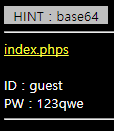 HINT : base64
index.phps
ID : guest
PW : 123qwe